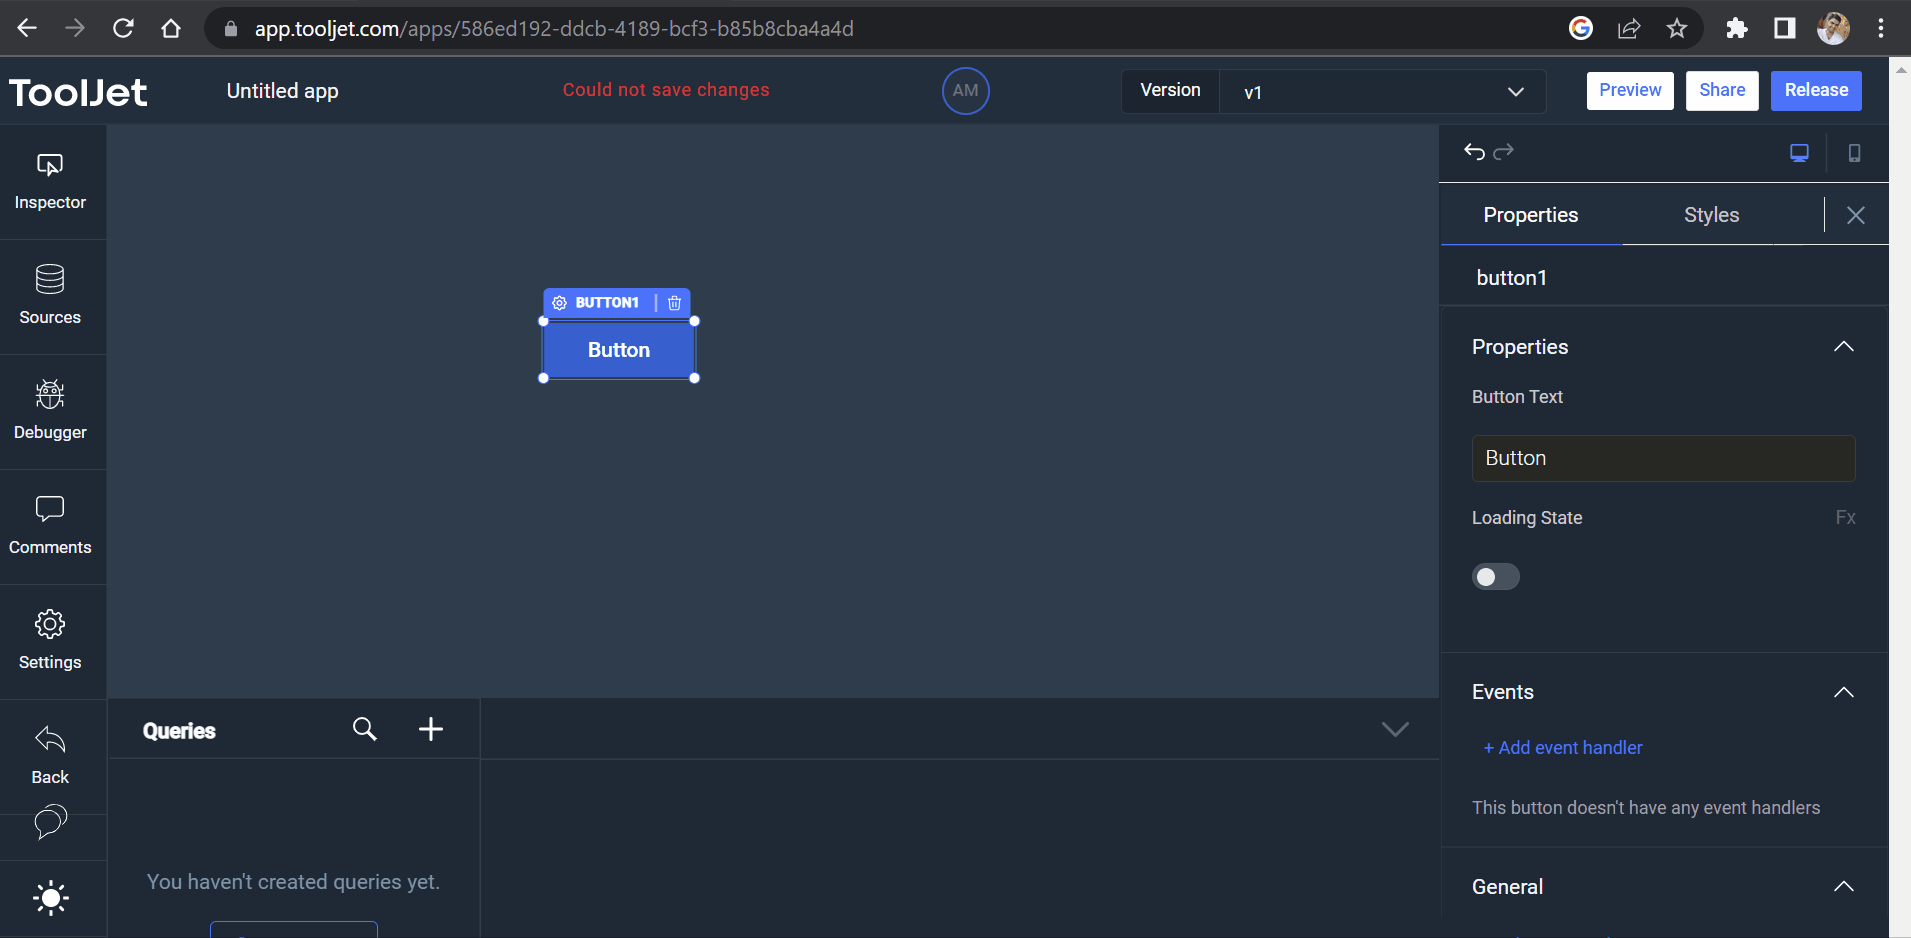 app.tooljet.com/apps/586ed192-ddcb-4189-bcf3-b85b8cba4a4d
ToolJet
Untitled app
Could not save changes
AM
Version
v1
Preview
Share
Release
Inspector
Sources
Debugger
Comments
Settings
Back
BUTTON1
Button
Queries
You haven't created queries yet.
Properties
Styles
button1
Properties
Button Text
Button
Loading State
Fx
Events
+ Add event handler
This button doesn't have any event handlers
General